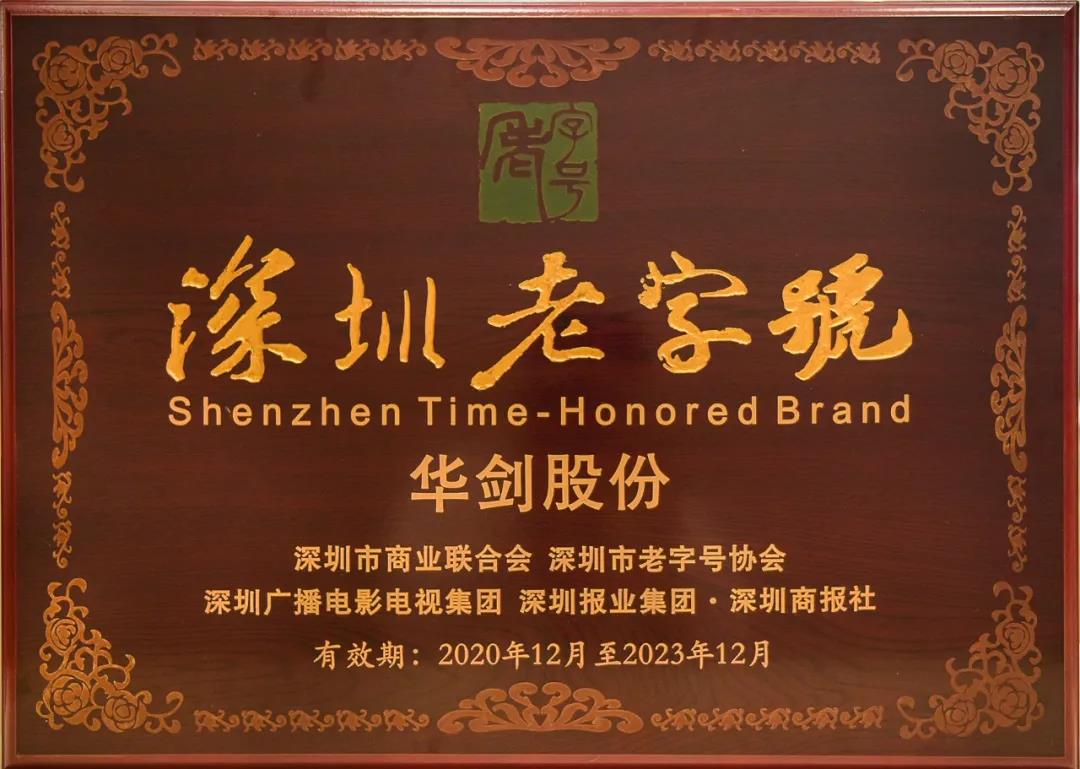 老字号
深圳老字號
Shenzhen Time-Honored Brand
华剑股份
深圳市商业联合会 深圳市老字号协会
深圳广播电影电视集团 深圳报业集团·深圳商报社
有效期：2020年12月至2023年12月